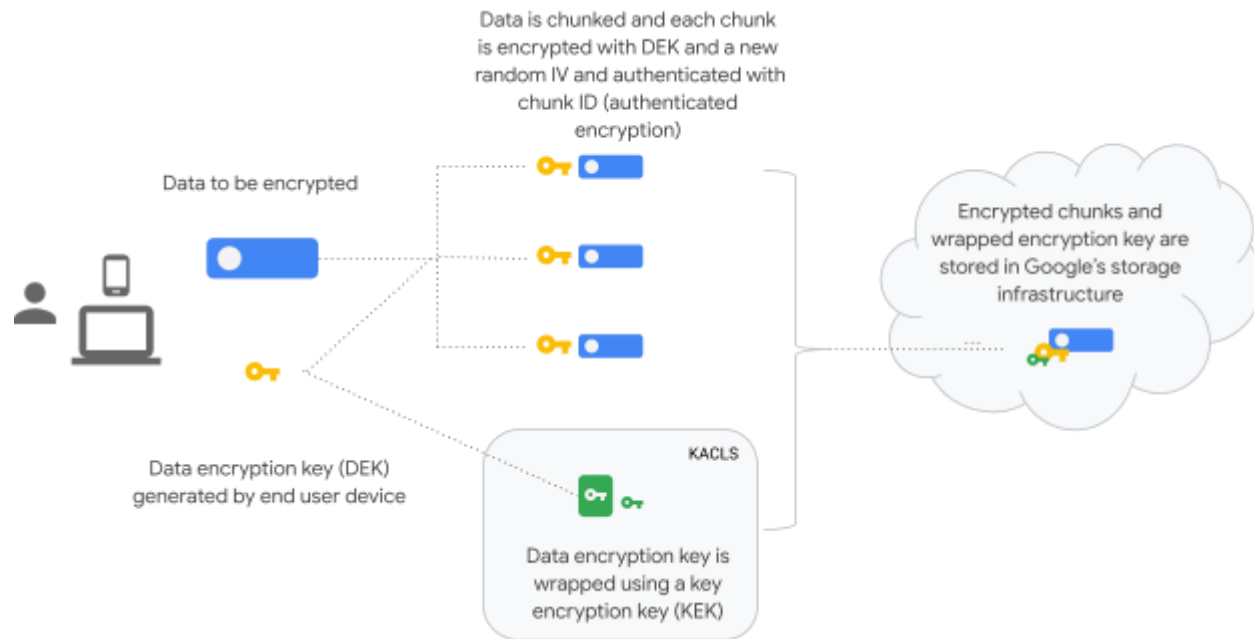 Data is chunked and each chunk
is encrypted with DEK and a new
random IV and authenticated with
chunk ID (authenticated
encryption)
Data to be encrypted
Encrypted chunks and
wrapped encryption key are
stored in Google's storage
infrastructure
...
Data encryption key (DEK)
generated by end user device
KACLS
Data encryption key is
wrapped using a key
encryption key (KEK)